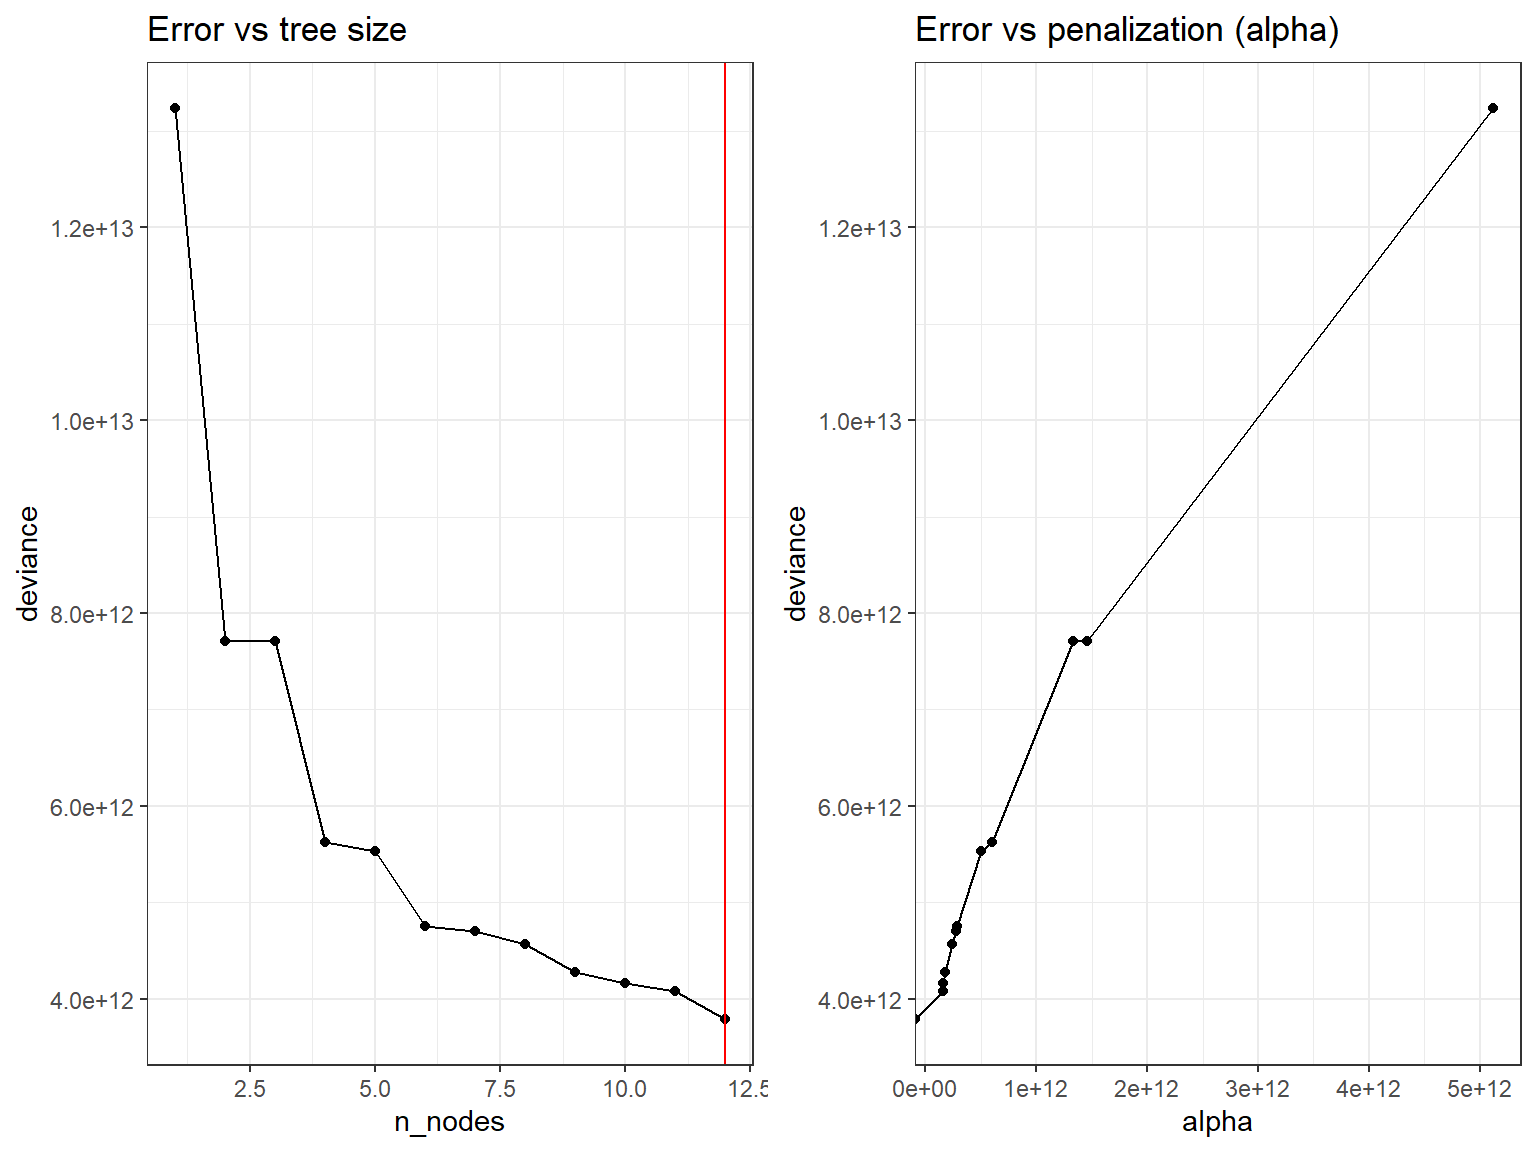 Error vs tree size
deviance
1.2e+13
1.0e+13
8.0e+12
6.0e+12
4.0e+12
2.5 5.0 7.5 10.0 12.5
n_nodes
Error vs penalization (alpha)
deviance
1.2e+13
1.0e+13
8.0e+12
6.0e+12
4.0e+12
0e+00 1e+12 2e+12 3e+12 4e+12 5e+12
alpha